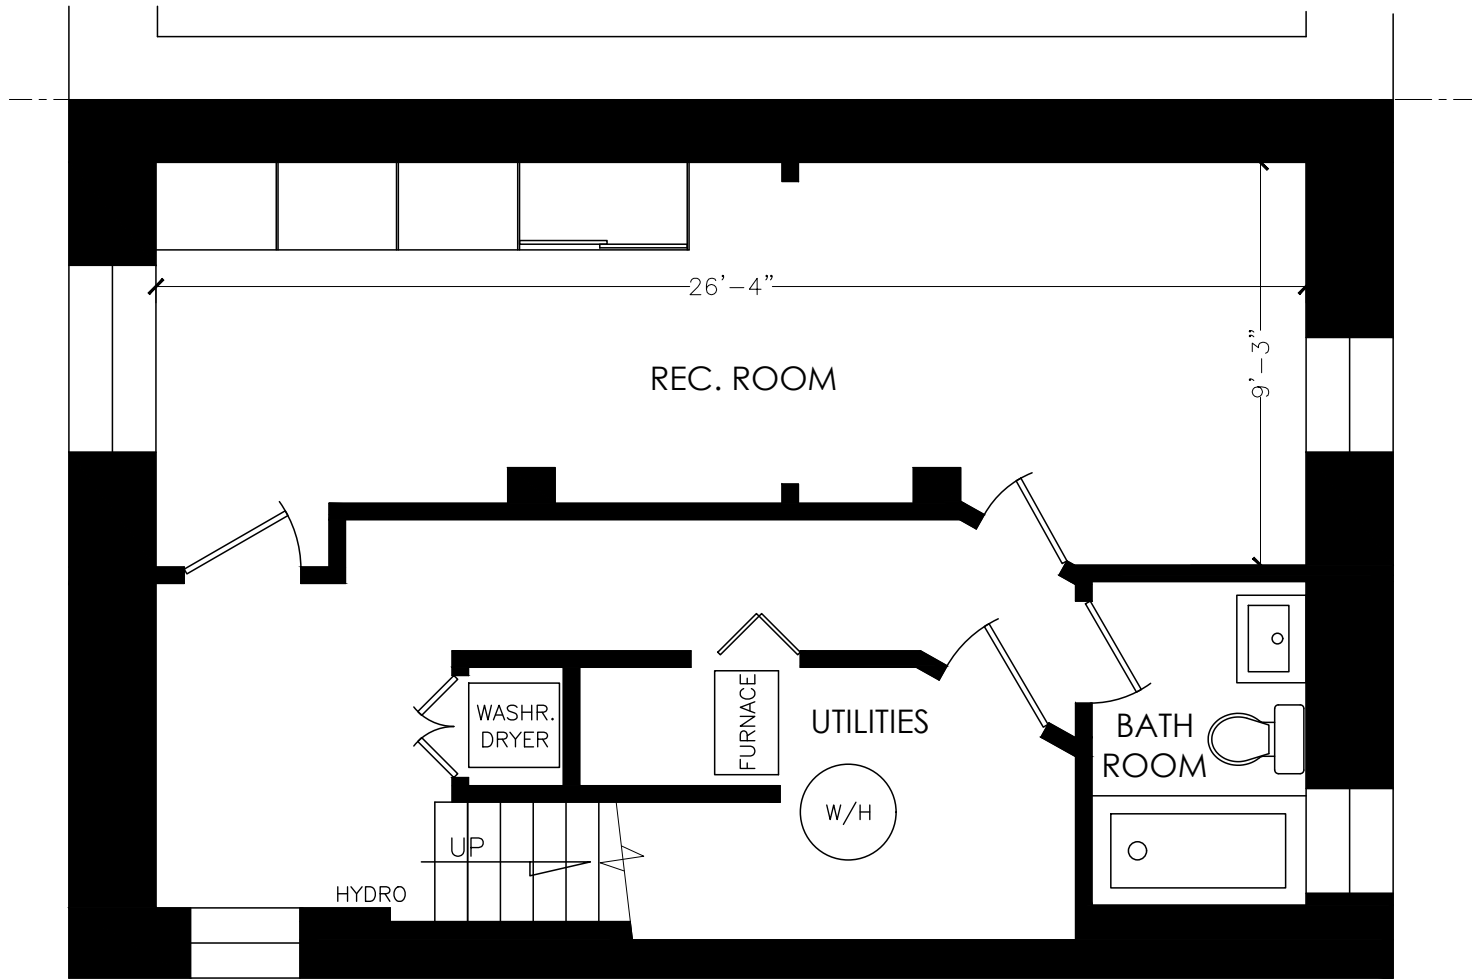 26'-4"
9'-3"
REC. ROOM
WASHR.
DRYER
FURNACE
UTILITIES
BATH
ROOM
W/H
UP
HYDRO